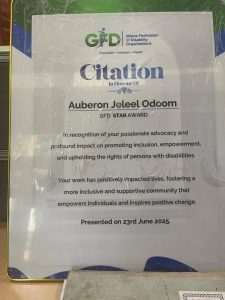 GFD
Ghana Federation
of Disability
Organisations
Citation
In Honour Of
Auberon Jeleel Odoom
GFD STAR AWARD
In recognition of your passionate advocacy and
profound impact on promoting inclusion, empowerment,
and upholding the rights of persons with disabilities.
Your work has positively impacted lives, fostering a
more inclusive and supportive community that
empowers individuals and inspires positive change.
Presented on 23rd June 2025.